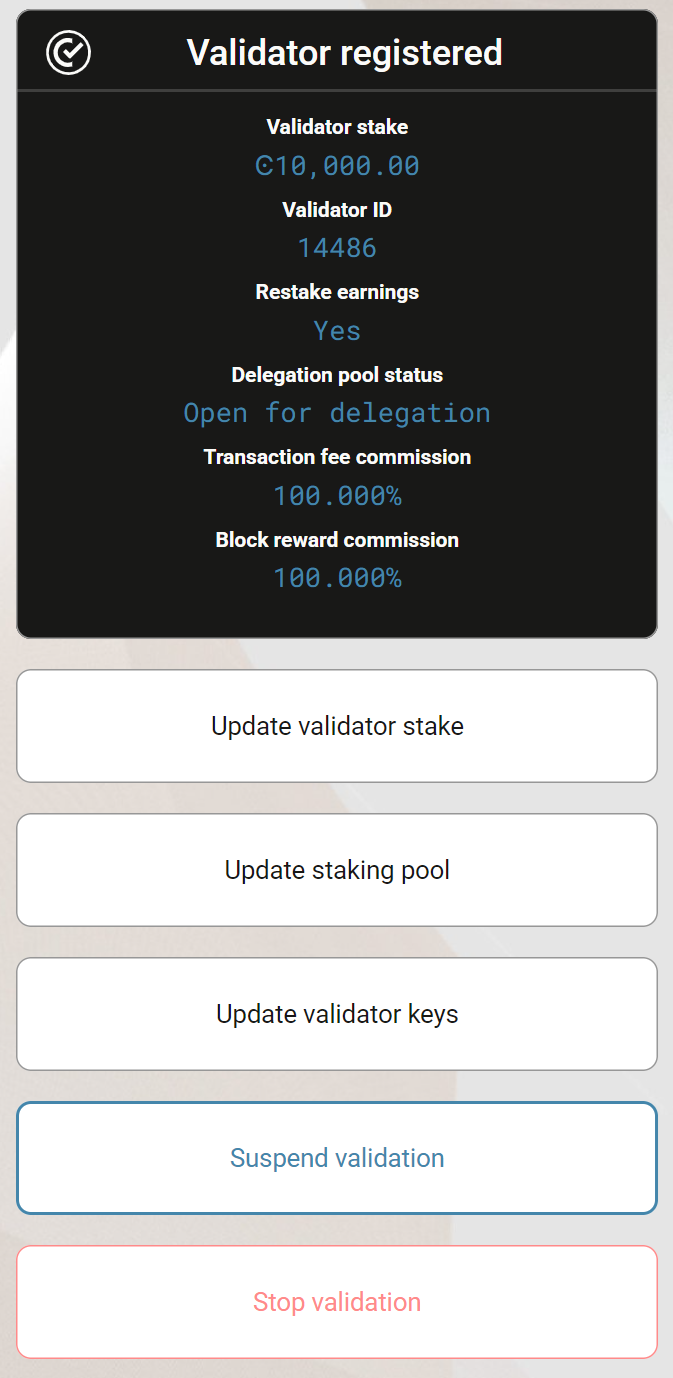 Validator registered
Validator stake
Ͼ10,000.00
Validator ID
14486
Restake earnings
Yes
Delegation pool status
Open for delegation
Transaction fee commission
100.000%
Block reward commission
100.000%
Update validator stake
Update staking pool
Update validator keys
Suspend validation
Stop validation